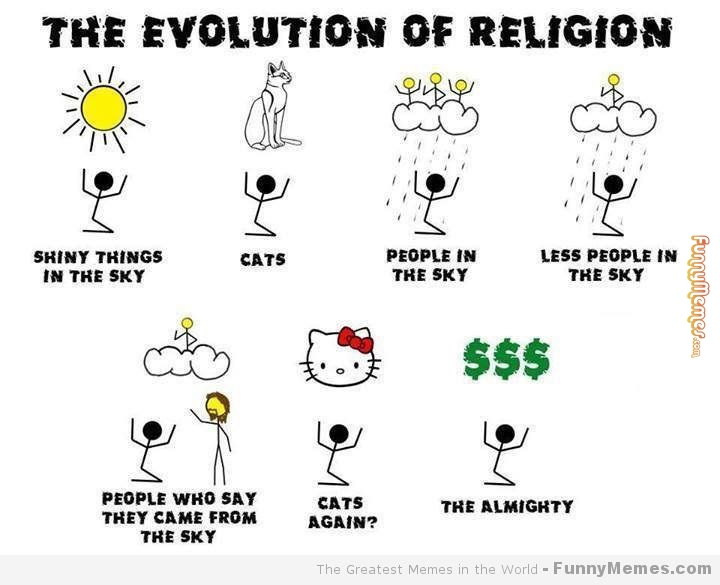 THE EVOLUTION OF RELIGION
SHINY THINGS
IN THE SKY
CATS
PEOPLE IN
THE SKY
LESS PEOPLE IN
THE SKY
FunnyMemes.com
$$$
PEOPLE WHO SAY
THEY CAME FROM
THE SKY
CATS
AGAIN?
THE ALMIGHTY
The Greatest Memes in the World - FunnyMemes.com